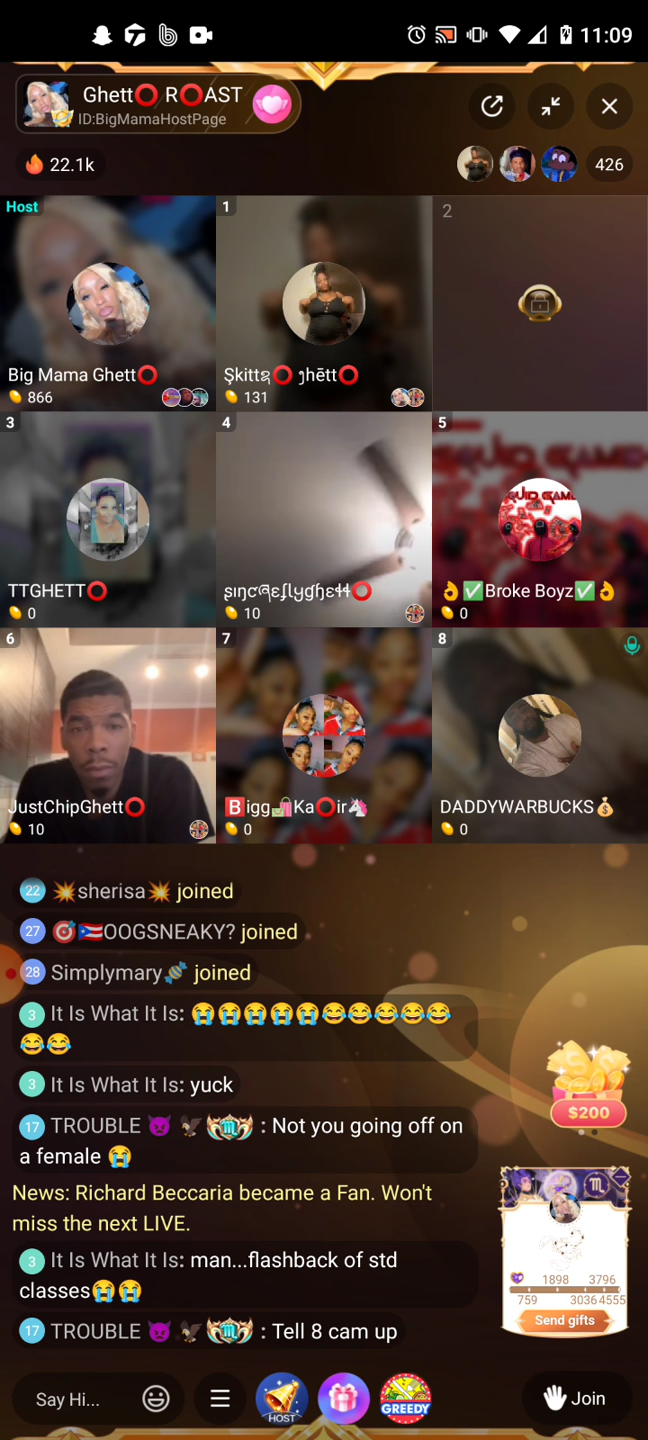 11:09
Ghett⭕ R⭕AST
ID:BigMamaHostPage
22.1k
426
Host
1
2
Big Mama Ghett⭕
866
131
3
4
5
TTGHETT⭕
0
10
👌✅Broke Boyz✅👌
0
6
7
8
JustChipGhett⭕
10
🅱️igg🛍️Ka⭕ir🦄
0
DADDYWARBUCKS💰
0
22 💥sherisa💥 joined
27 🎯🇵🇷OOGSNEAKY? joined
28 Simplymary🍬 joined
3 It Is What It Is: 😭😭😭😭😭😂😂😂😂😂
😂😂
3 It Is What It Is: yuck
17 TROUBLE 😈 🦅 ♏ : Not you going off on
a female 😭
News: Richard Beccaria became a Fan. Won't
miss the next LIVE.
3 It Is What It Is: man...flashback of std
classes😭😭
17 TROUBLE 😈 🦅 ♏ : Tell 8 cam up
$200
1898 3796
759 3036 4555
Send gifts
Say Hi...
HOST
GREEDY
Join